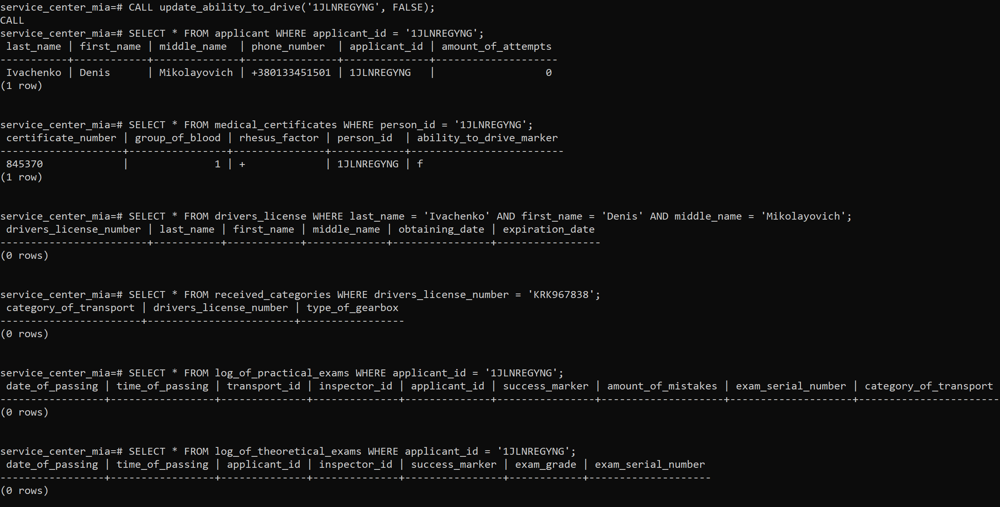 service_center_mia=# CALL update_ability_to_drive('1JLNREGYNG', FALSE);
CALL
service_center_mia=# SELECT * FROM applicant WHERE applicant_id = '1JLNREGYNG';
 last_name | first_name | middle_name  | phone_number  | applicant_id | amount_of_attempts
-----------+------------+--------------+---------------+--------------+--------------------
 Ivachenko | Denis      | Mikolayovich | +380133451501 | 1JLNREGYNG   |                  0
(1 row)
service_center_mia=# SELECT * FROM medical_certificates WHERE person_id = '1JLNREGYNG';
 certificate_number | group_of_blood | rhesus_factor | person_id  | ability_to_drive_marker
--------------------+----------------+---------------+------------+-------------------------
 845370             |              1 | +             | 1JLNREGYNG | f
(1 row)
service_center_mia=# SELECT * FROM drivers_license WHERE last_name = 'Ivachenko' AND first_name = 'Denis' AND middle_name = 'Mikolayovich';
 drivers_license_number | last_name | first_name | middle_name | obtaining_date | expiration_date
------------------------+-----------+------------+-------------+----------------+-----------------
(0 rows)
service_center_mia=# SELECT * FROM received_categories WHERE drivers_license_number = 'KRK967838';
 category_of_transport | drivers_license_number | type_of_gearbox
-----------------------+------------------------+-----------------
(0 rows)
service_center_mia=# SELECT * FROM log_of_practical_exams WHERE applicant_id = '1JLNREGYNG';
 date_of_passing | time_of_passing | transport_id | inspector_id | applicant_id | success_marker | amount_of_mistakes | exam_serial_number | category_of_transport
-----------------+-----------------+--------------+--------------+--------------+----------------+--------------------+--------------------+-----------------------
(0 rows)
service_center_mia=# SELECT * FROM log_of_theoretical_exams WHERE applicant_id = '1JLNREGYNG';
 date_of_passing | time_of_passing | applicant_id | inspector_id | success_marker | exam_grade | exam_serial_number
-----------------+-----------------+--------------+--------------+----------------+------------+--------------------
(0 rows)